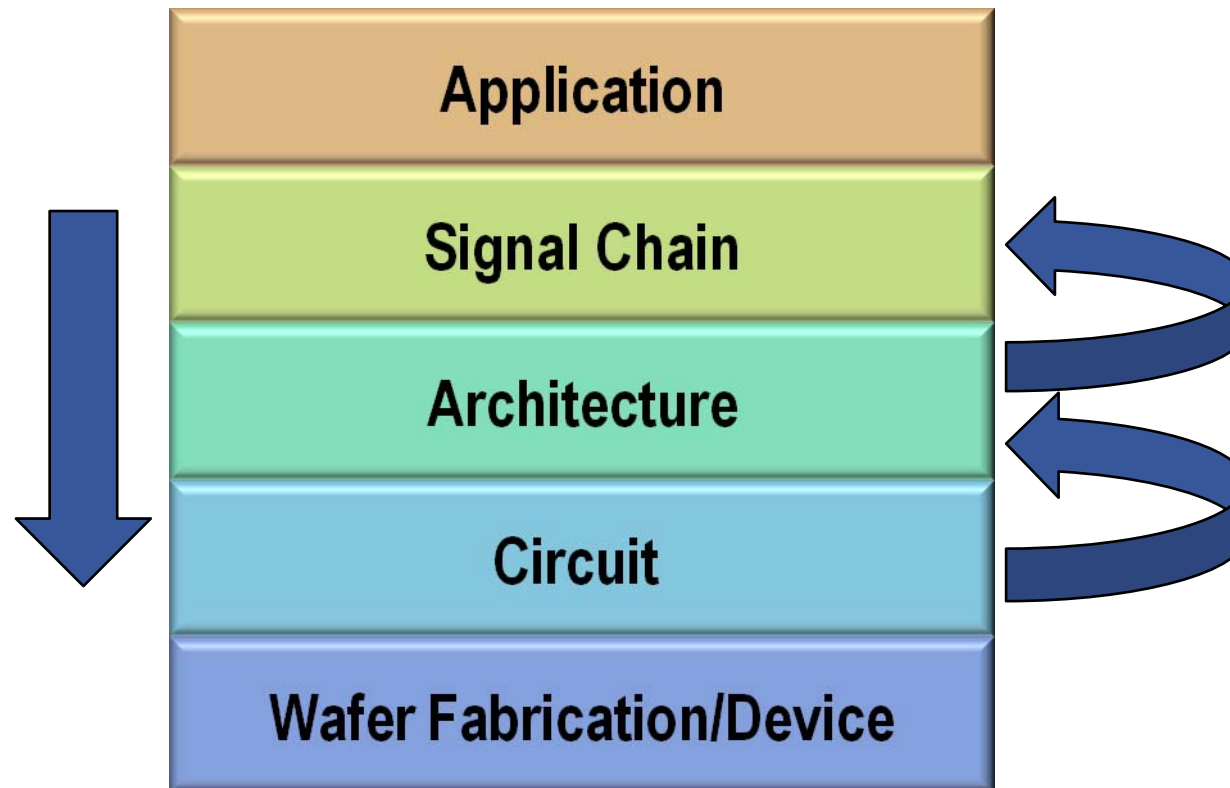 Application
Signal Chain
Architecture
Circuit
Wafer Fabrication/Device